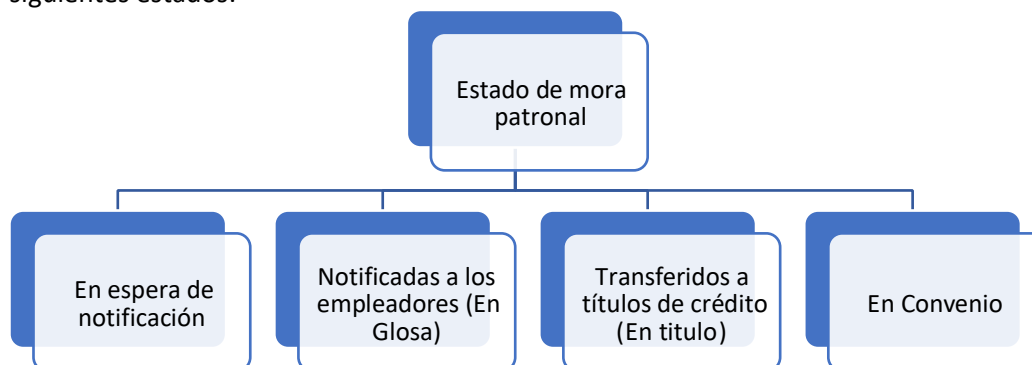 siguientes estados:
Estado de mora
patronal
En espera de
notificación
Notificadas a los
empleadores (En
Glosa)
Transferidos a
títulos de crédito
(En titulo)
En Convenio